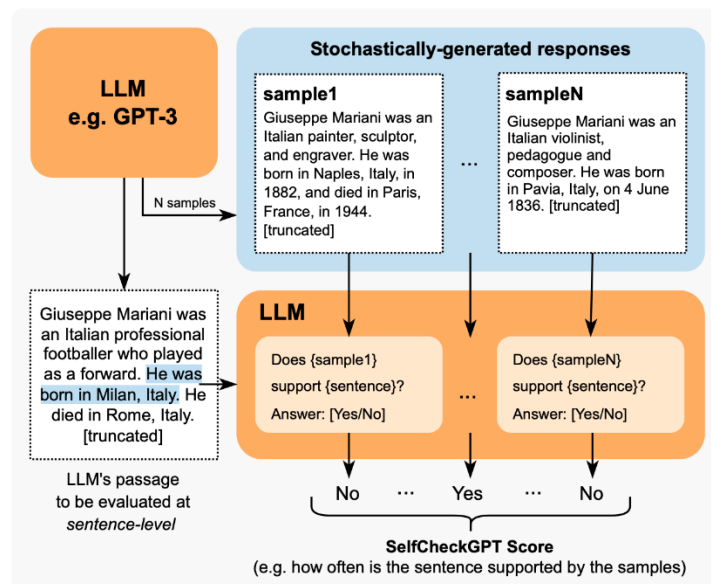 LLM
e.g. GPT-3
Stochastically-generated responses
sample1
Giuseppe Mariani was an
Italian painter, sculptor,
and engraver. He was
born in Naples, Italy, in
1882, and died in Paris,
France, in 1944.
[truncated]
...
sampleN
Giuseppe Mariani was an
Italian violinist,
pedagogue and
composer. He was born
in Pavia, Italy, on 4 June
1836. [truncated]
N samples
Giuseppe Mariani was
an Italian professional
footballer who played
as a forward. He was
born in Milan, Italy. He
died in Rome, Italy.
[truncated]
LLM's passage
to be evaluated at
sentence-level
LLM
Does {sample1}
support {sentence}?
Answer: [Yes/No]
...
Does {sampleN}
support {sentence}?
Answer: [Yes/No]
No ... Yes ... No
SelfCheckGPT Score
(e.g. how often is the sentence supported by the samples)